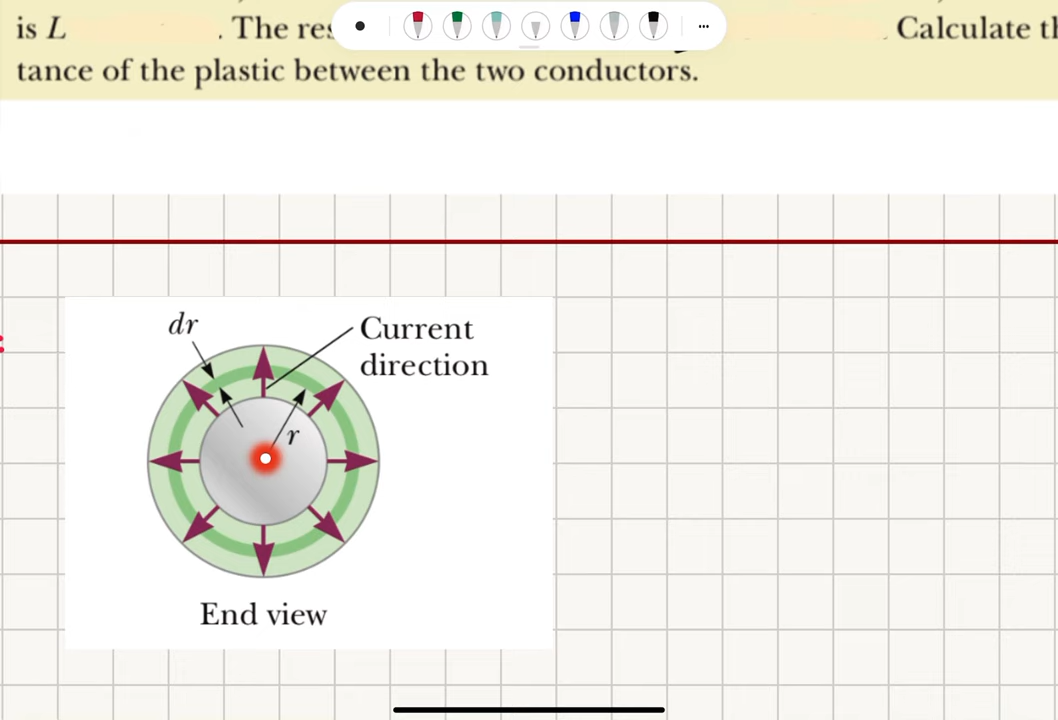 is L . The res Calculate th
tance of the plastic between the two conductors.
dr
Current
direction
r
End view